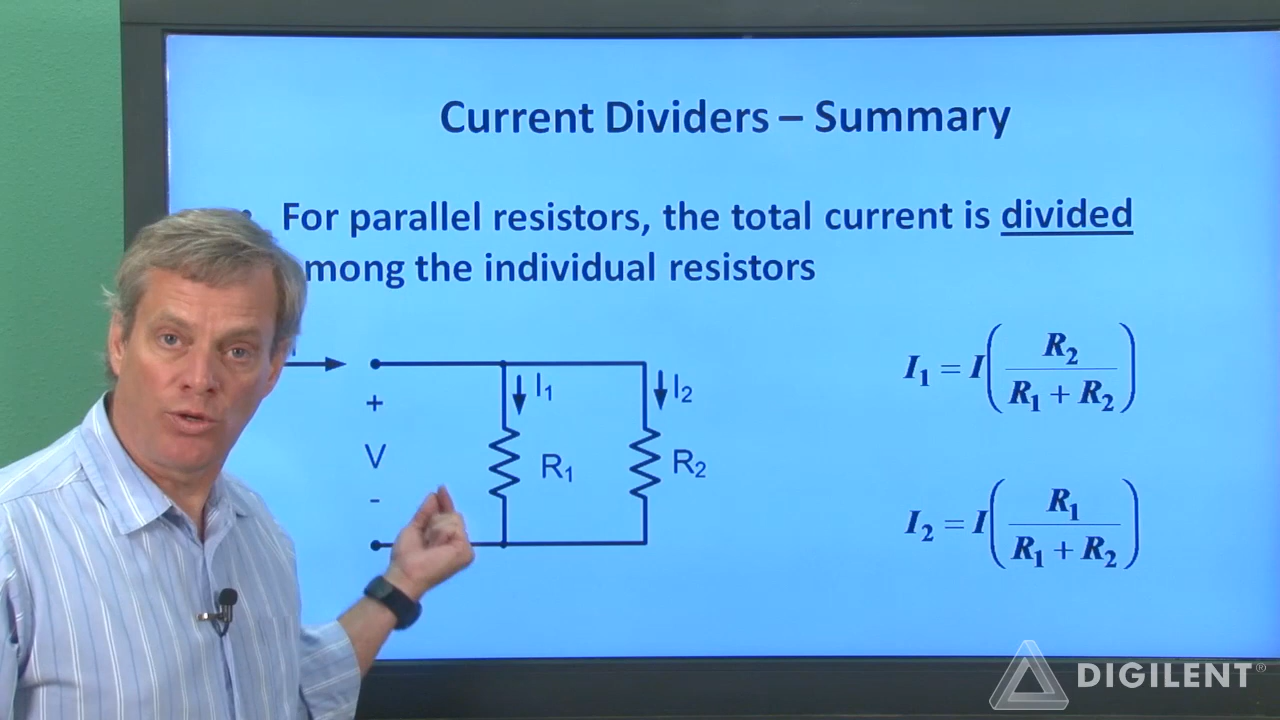 Current Dividers – Summary
• For parallel resistors, the total current is divided
mong the individual resistors
+
V
-
I₁
R₁
I₂
R₂
I₁ = I(R₂ / (R₁ + R₂))
I₂ = I(R₁ / (R₁ + R₂))
DIGILENT®